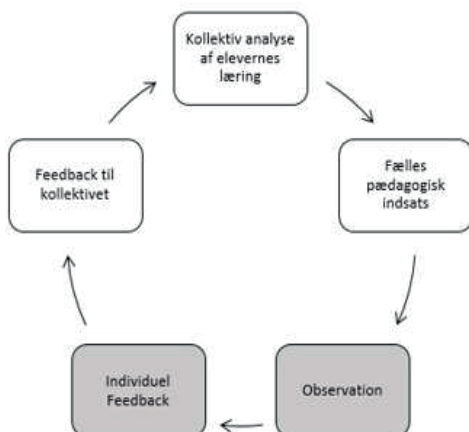 Kollektiv analyse
af elevernes
læring
Fælles
pædagogisk
indsats
Observation
Individuel
Feedback
Feedback til
kollektivet